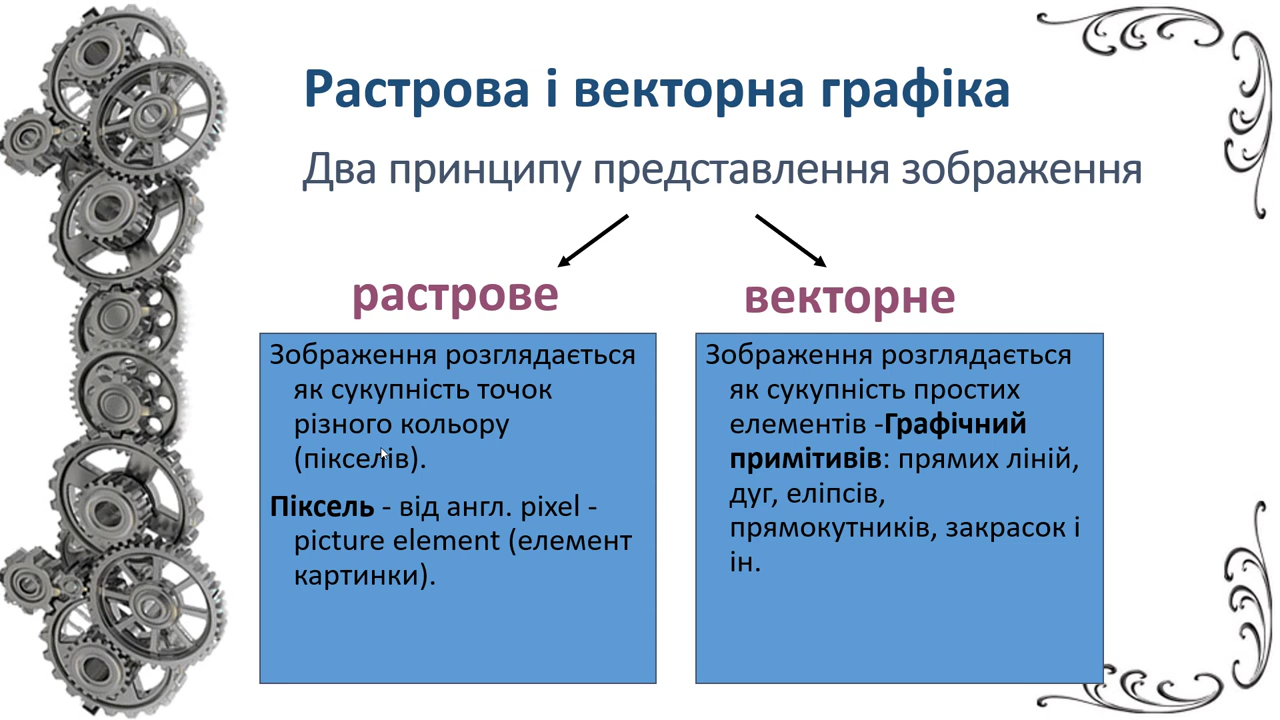 Растрова і векторна графіка
Два принципу представлення зображення
растрове
векторне
Зображення розглядається
як сукупність точок
різного кольору
(пікселів).
Піксель - від англ. pixel -
picture element (елемент
картинки).
Зображення розглядається
як сукупність простих
елементів -Графічний
примітивів: прямих ліній,
дуг, еліпсів,
прямокутників, закрасок і
ін.